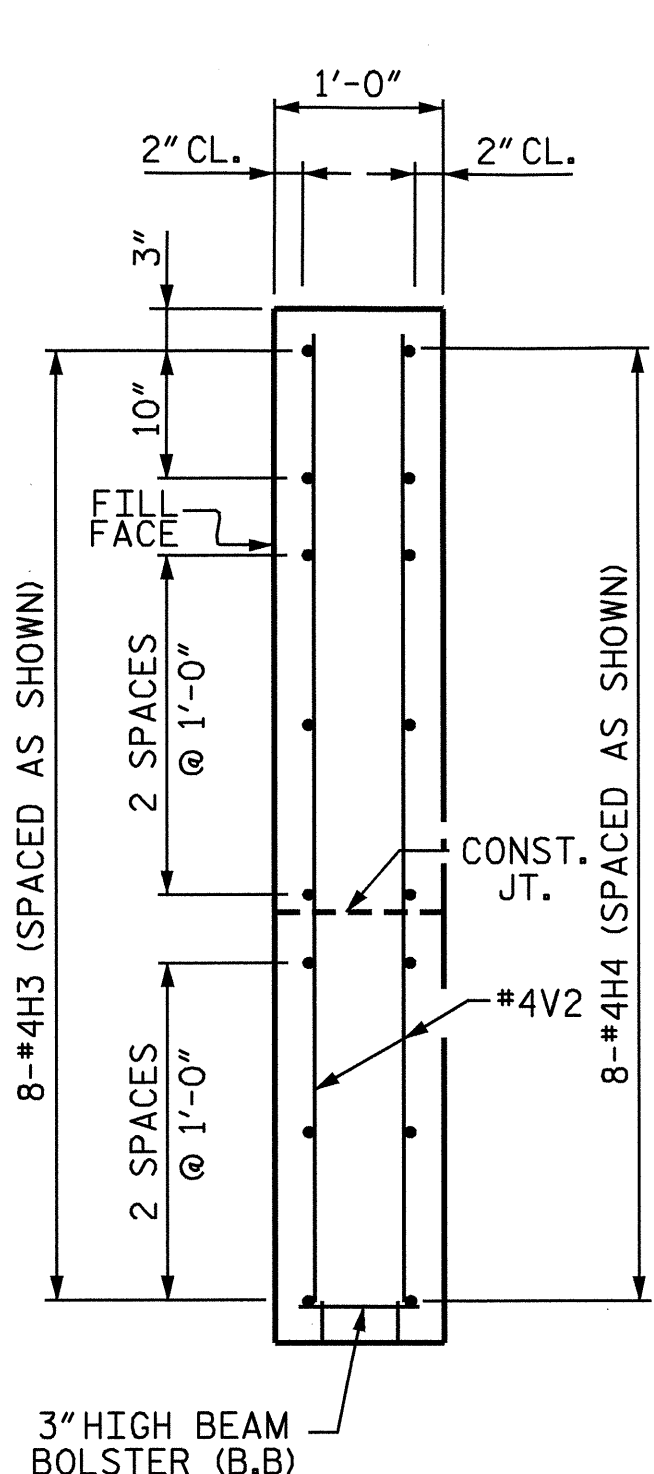 1'-0"
2" CL.
2" CL.
3"
10"
FILL
FACE
2 SPACES
@ 1'-0"
8-#4H3 (SPACED AS SHOWN)
8-#4H4 (SPACED AS SHOWN)
CONST.
JT.
#4V2
2 SPACES
@ 1'-0"
3" HIGH BEAM
BOLSTER (B.B)